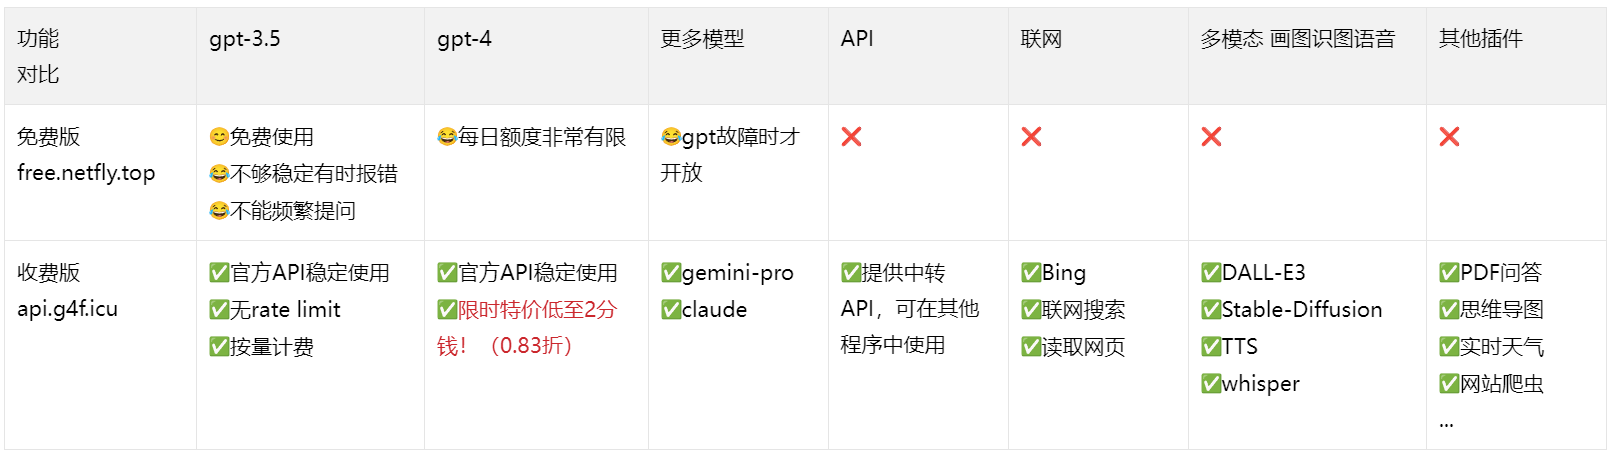 功能
对比
gpt-3.5
gpt-4
更多模型
API
联网
多模态 画图识图语音
其他插件
免费版
free.netfly.top
😊免费使用
😂不够稳定有时报错
😂不能频繁提问
😂每日额度非常有限
😂gpt故障时才
开放
❌
❌
❌
❌
收费版
api.g4f.icu
✅官方API稳定使用
✅无rate limit
✅按量计费
✅官方API稳定使用
✅限时特价低至2分
钱！（0.83折）
✅gemini-pro
✅claude
✅提供中转
API，可在其他
程序中使用
✅Bing
✅联网搜索
✅读取网页
✅DALL-E3
✅Stable-Diffusion
✅TTS
✅whisper
✅PDF问答
✅思维导图
✅实时天气
✅网站爬虫
...